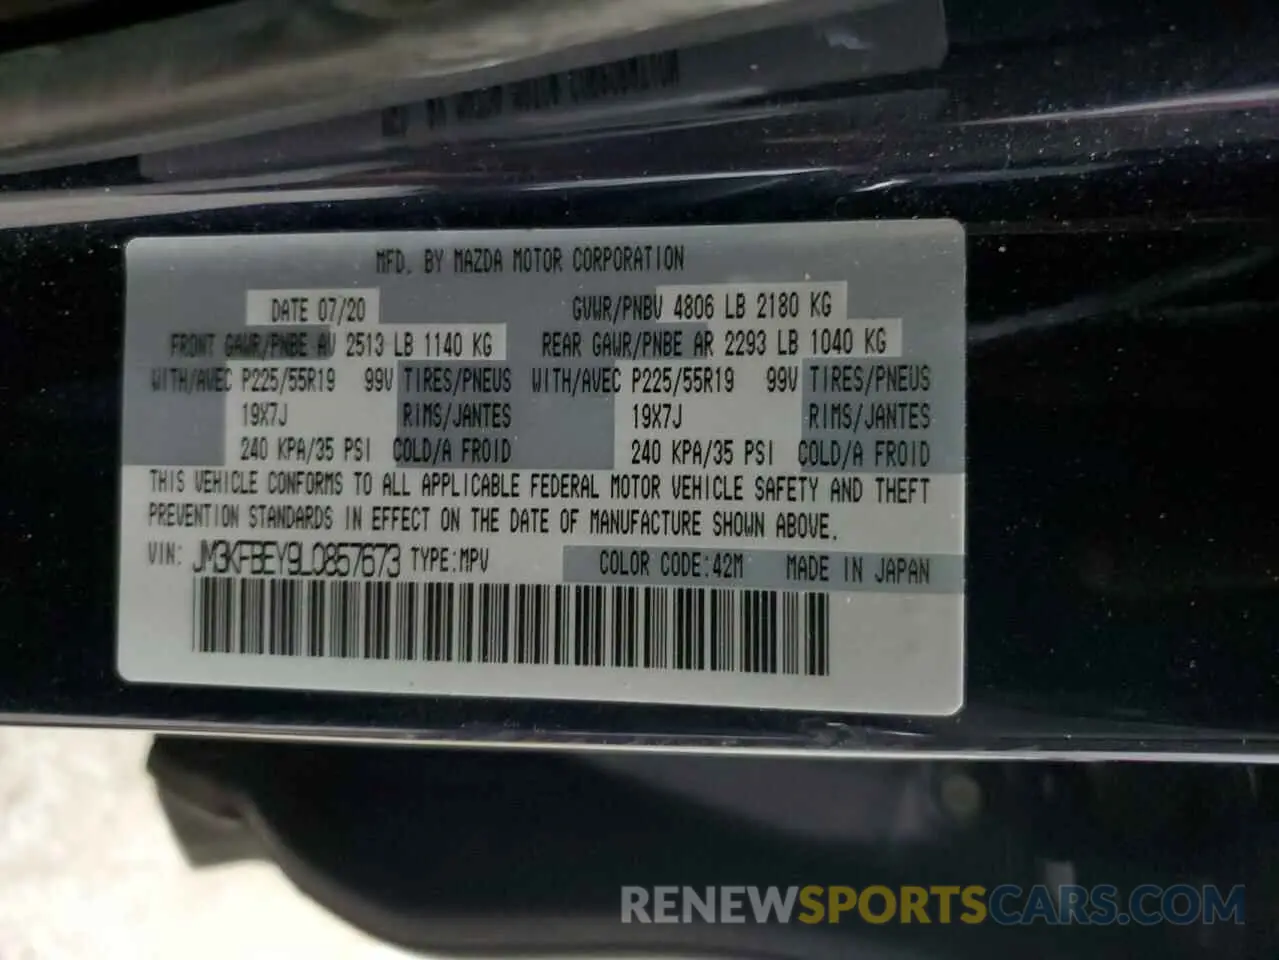 MFD. BY MAZDA MOTOR CORPORATION
DATE 07/20 GVWR/PNBV 4806 LB 2180 KG
FRONT GAWR/PNBE AV 2513 LB 1140 KG REAR GAWR/PNBE AR 2293 LB 1040 KG
WITH/AVEC P225/55R19 99V TIRES/PNEUS WITH/AVEC P225/55R19 99V TIRES/PNEUS
19X7J RIMS/JANTES 19X7J RIMS/JANTES
240 KPA/35 PSI COLD/A FROID 240 KPA/35 PSI COLD/A FROID
THIS VEHICLE CONFORMS TO ALL APPLICABLE FEDERAL MOTOR VEHICLE SAFETY AND THEFT
PREVENTION STANDARDS IN EFFECT ON THE DATE OF MANUFACTURE SHOWN ABOVE.
VIN: JM3KFBEY9L0857673 TYPE:MPV COLOR CODE:42M MADE IN JAPAN
RENEWSPORTSCARS.COM